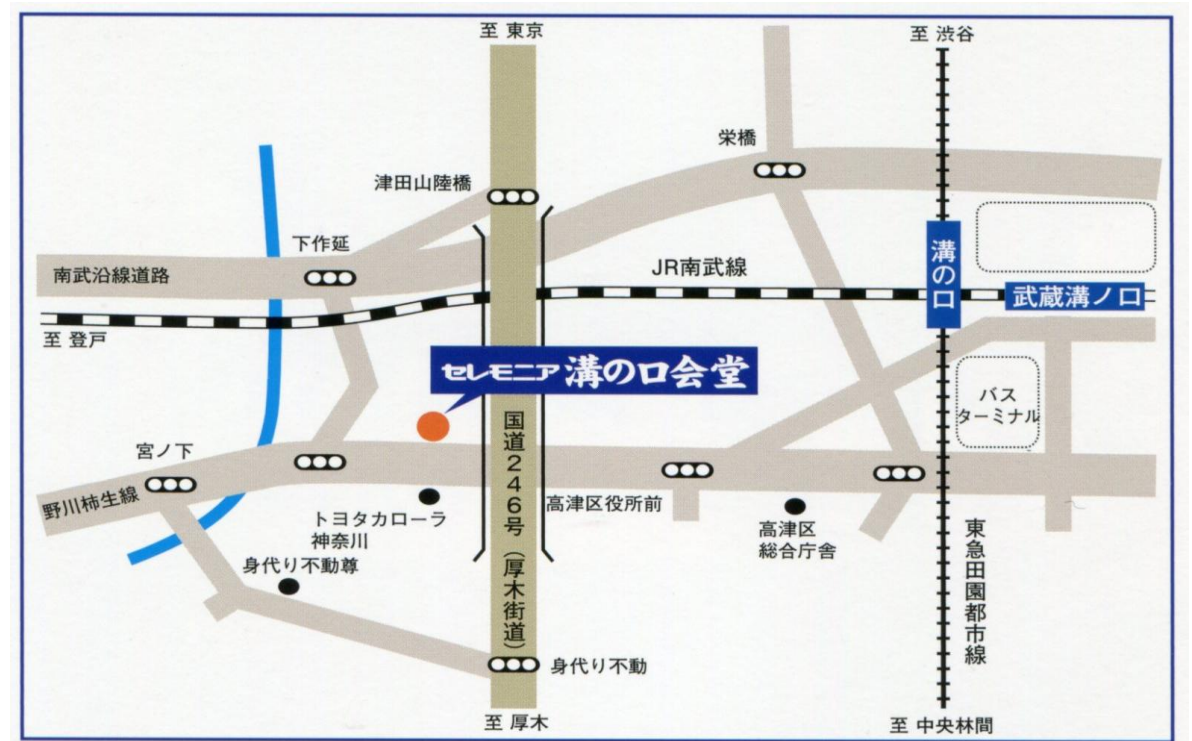 至 東京
至 渋谷
栄橋
津田山陸橋
下作延
南武沿線道路
JR南武線
溝の口
武蔵溝ノ口
至 登戸
セレモニア 溝の口会堂
バス
ターミナル
宮ノ下
野川柿生線
国道246号(厚木街道)
高津区役所前
トヨタカローラ
神奈川
高津区
総合庁舎
身代り不動尊
東急田園都市線
身代り不動
至 厚木
至 中央林間